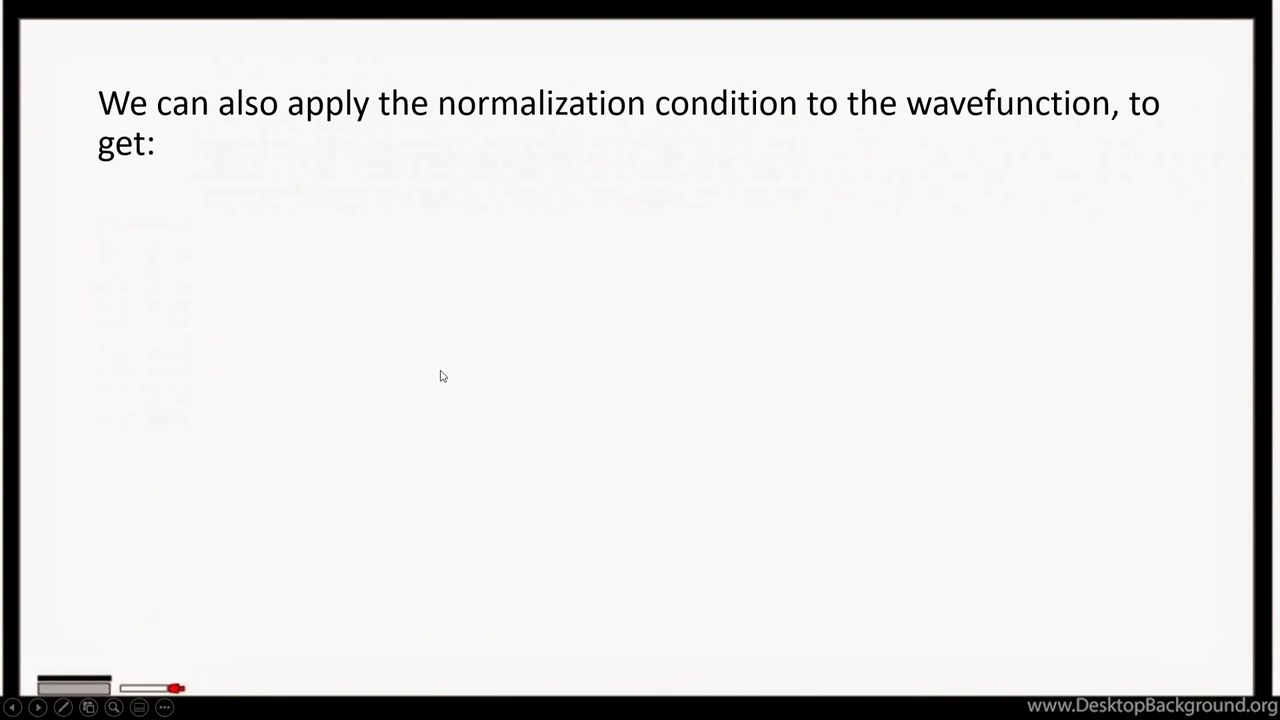 We can also apply the normalization condition to the wavefunction, to
get:
www.DesktopBackground.org